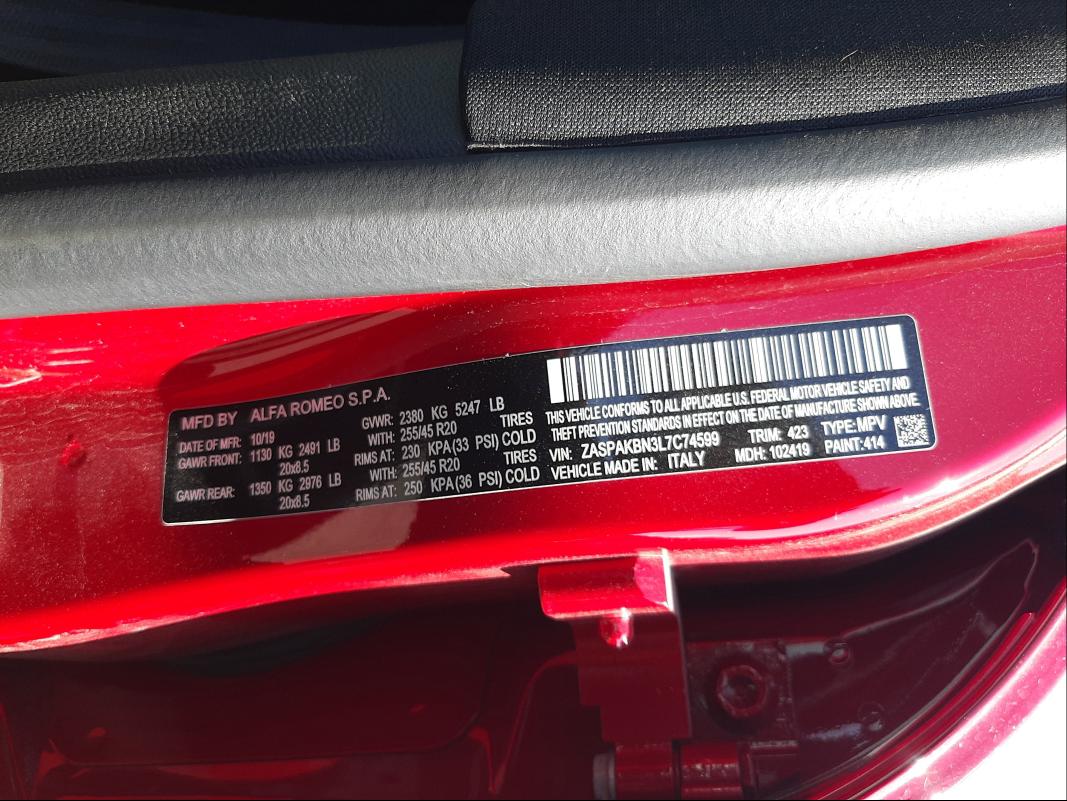 MFD BY ALFA ROMEO S.P.A.
DATE OF MFR: 10/19 GVWR: 2380 KG 5247 LB
GAWR FRONT: 1130 KG 2491 LB WITH: 255/45 R20 TIRES
20x8.5 RIMS AT: 230 KPA(33 PSI) COLD
GAWR REAR: 1350 KG 2976 LB WITH: 255/45 R20 TIRES
20x8.5 RIMS AT: 250 KPA(36 PSI) COLD
THIS VEHICLE CONFORMS TO ALL APPLICABLE U.S. FEDERAL MOTOR VEHICLE SAFETY AND
THEFT PREVENTION STANDARDS IN EFFECT ON THE DATE OF MANUFACTURE SHOWN ABOVE.
VIN: ZASPAKBN3L7C74599 TRIM: 423 TYPE: MPV
VEHICLE MADE IN: ITALY MDH: 102419 PAINT: 414